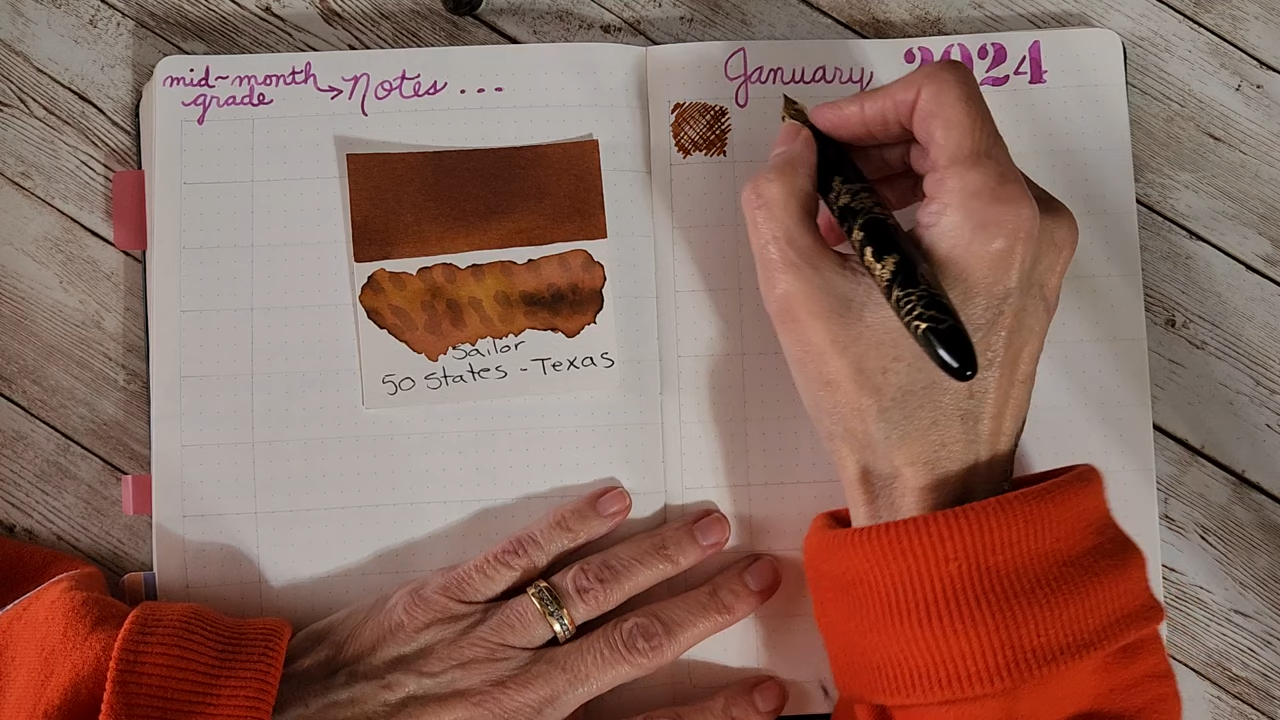 mid~month
grade → Notes ...
Sailor
50 States - Texas
January 2024